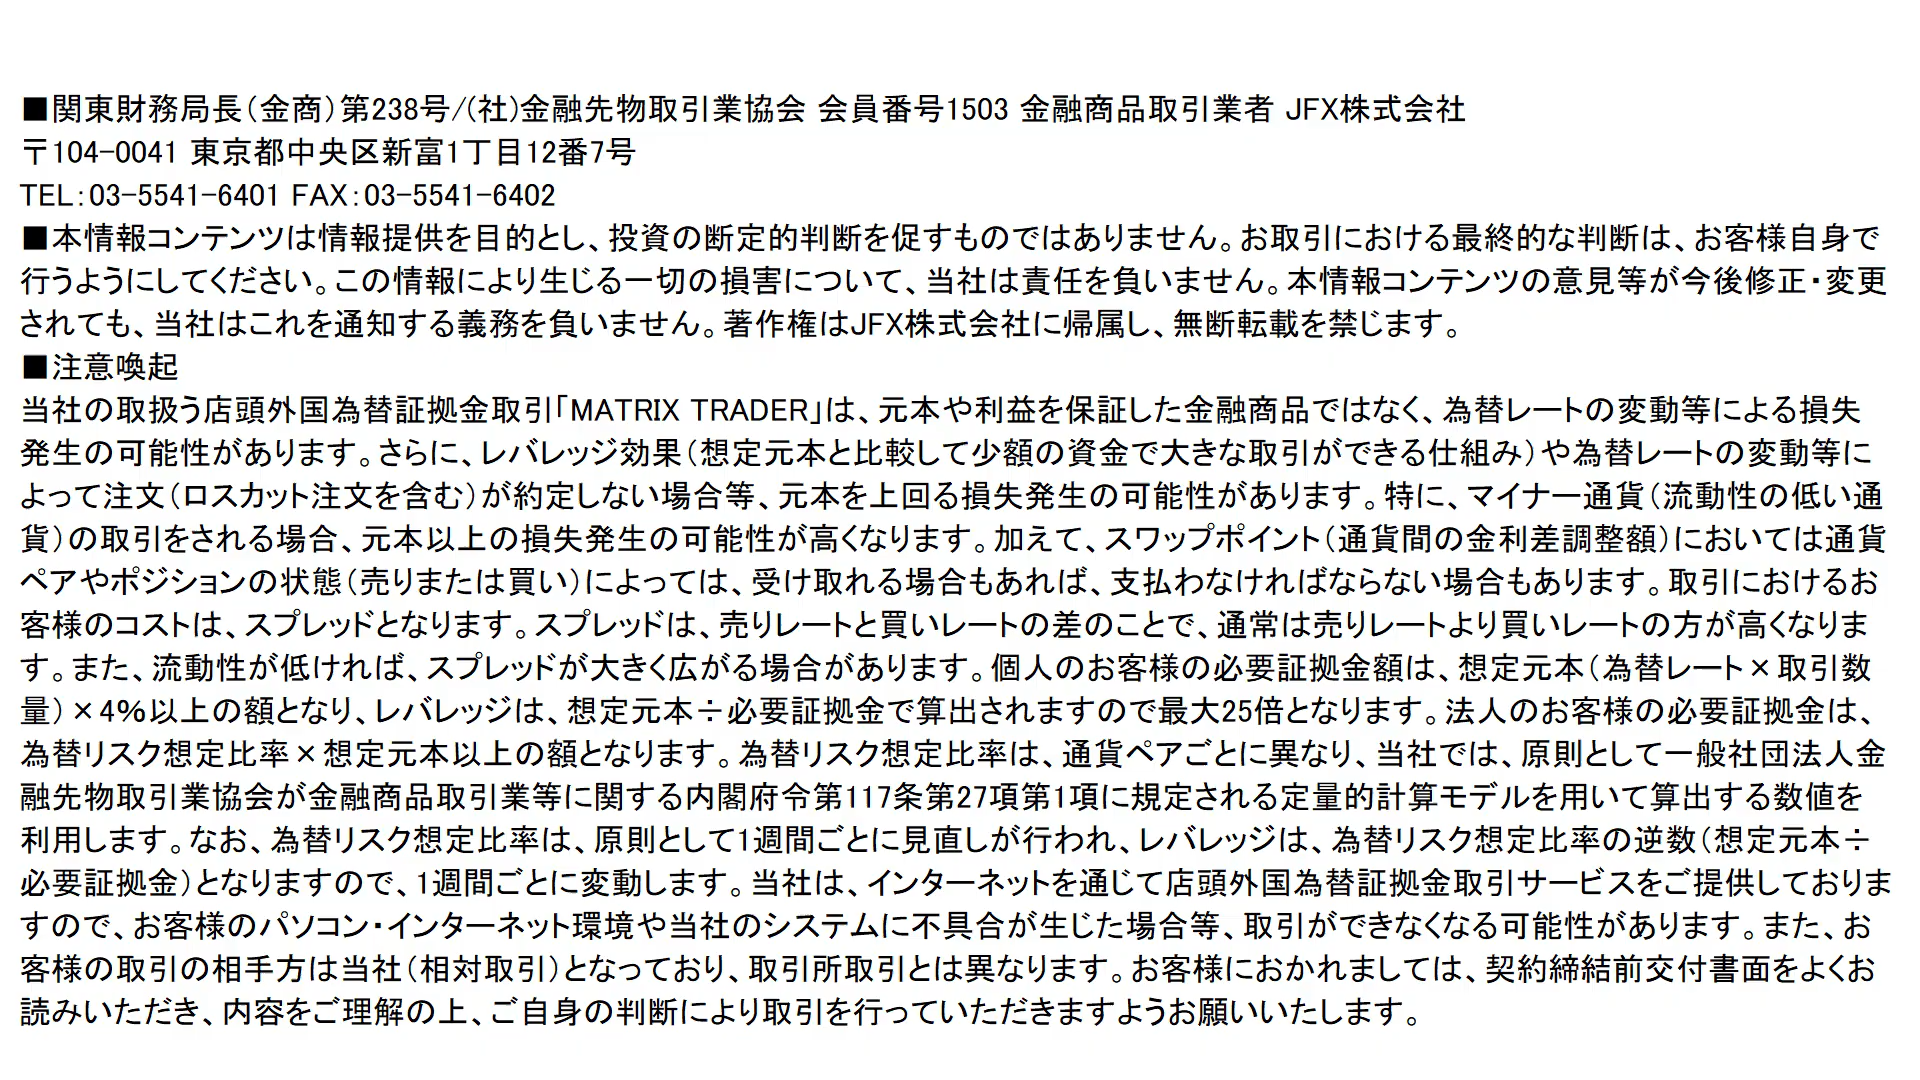 ■関東財務局長(金商)第238号/(社)金融先物取引業協会 会員番号1503 金融商品取引業者 JFX株式会社
〒104-0041 東京都中央区新富1丁目12番7号
TEL:03-5541-6401 FAX:03-5541-6402
■本情報コンテンツは情報提供を目的とし、投資の断定的判断を促すものではありません。お取引における最終的な判断は、お客様自身で
行うようにしてください。この情報により生じる一切の損害について、当社は責任を負いません。本情報コンテンツの意見等が今後修正・変更
されても、当社はこれを通知する義務を負いません。著作権はJFX株式会社に帰属し、無断転載を禁じます。
■注意喚起
当社の取扱う店頭外国為替証拠金取引「MATRIX TRADER」は、元本や利益を保証した金融商品ではなく、為替レートの変動等による損失
発生の可能性があります。さらに、レバレッジ効果(想定元本と比較して少額の資金で大きな取引ができる仕組み)や為替レートの変動等に
よって注文(ロスカット注文を含む)が約定しない場合等、元本を上回る損失発生の可能性があります。特に、マイナー通貨(流動性の低い通
貨)の取引をされる場合、元本以上の損失発生の可能性が高くなります。加えて、スワップポイント(通貨間の金利差調整額)においては通貨
ペアやポジションの状態(売りまたは買い)によっては、受け取れる場合もあれば、支払わなければならない場合もあります。取引におけるお
客様のコストは、スプレッドとなります。スプレッドは、売りレートと買いレートの差のことで、通常は売りレートより買いレートの方が高くなりま
す。また、流動性が低ければ、スプレッドが大きく広がる場合があります。個人のお客様の必要証拠金額は、想定元本(為替レート×取引数
量)×4%以上の額となり、レバレッジは、想定元本÷必要証拠金で算出されますので最大25倍となります。法人のお客様の必要証拠金は、
為替リスク想定比率×想定元本以上の額となります。為替リスク想定比率は、通貨ペアごとに異なり、当社では、原則として一般社団法人金
融先物取引業協会が金融商品取引業等に関する内閣府令第117条第27項第1項に規定される定量的計算モデルを用いて算出する数値を
利用します。なお、為替リスク想定比率は、原則として1週間ごとに見直しが行われ、レバレッジは、為替リスク想定比率の逆数(想定元本÷
必要証拠金)となりますので、1週間ごとに変動します。当社は、インターネットを通じて店頭外国為替証拠金取引サービスをご提供しておりま
すので、お客様のパソコン・インターネット環境や当社のシステムに不具合が生じた場合等、取引ができなくなる可能性があります。また、お
客様の取引の相手方は当社(相対取引)となっており、取引所取引とは異なります。お客様におかれましては、契約締結前交付書面をよくお
読みいただき、内容をご理解の上、ご自身の判断により取引を行っていただきますようお願いいたします。